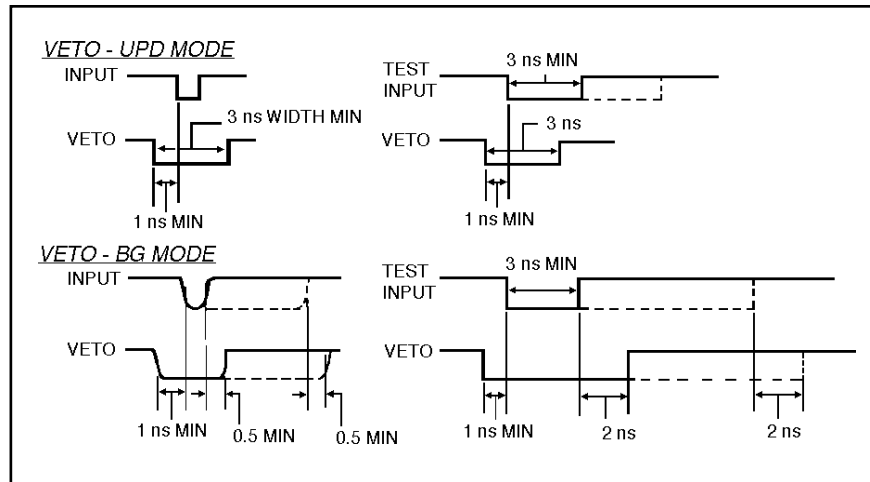 VETO - UPD MODE
INPUT
3 ns WIDTH MIN
VETO
1 ns MIN
TEST
INPUT
3 ns MIN
VETO
3 ns
1 ns MIN
VETO - BG MODE
INPUT
VETO
1 ns MIN
0.5 MIN
0.5 MIN
TEST
INPUT
3 ns MIN
VETO
1 ns MIN
2 ns
2 ns